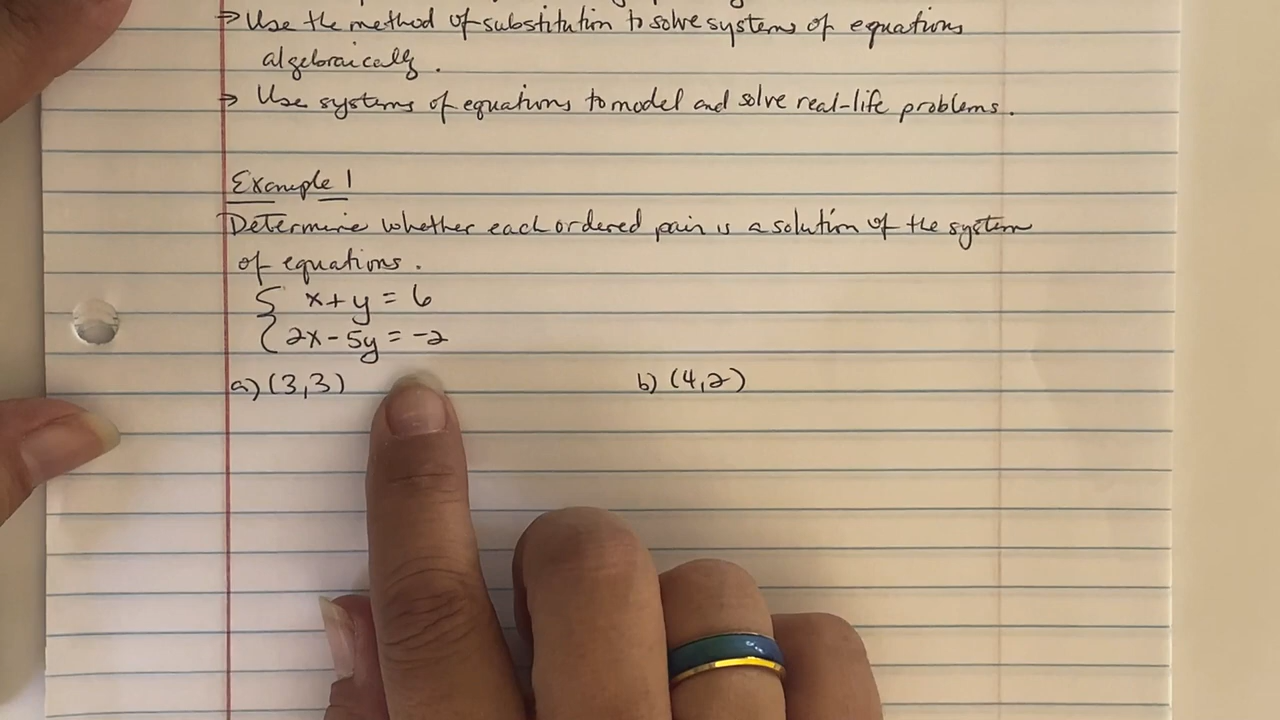 → Use the method of substitution to solve systems of equations
algebraically.
→ Use systems of equations to model and solve real-life problems.
Example 1
Determine whether each ordered pair is a solution of the system
of equations.
{ x + y = 6
2x - 5y = -2
a) (3,3) b) (4,2)